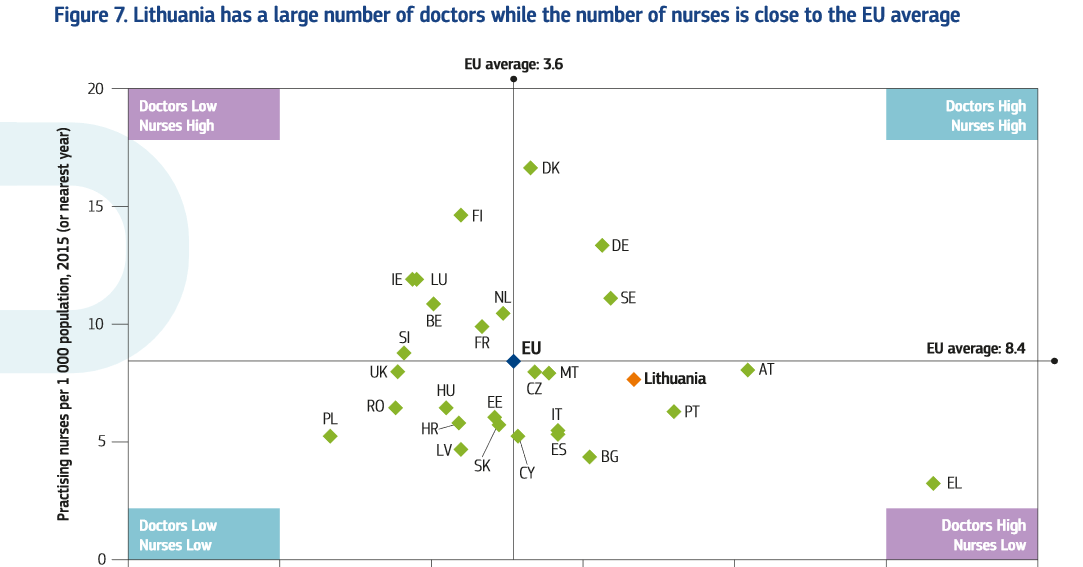 Figure 7. Lithuania has a large number of doctors while the number of nurses is close to the EU average
EU average: 3.6
20
Doctors Low
Nurses High
Doctors High
Nurses High
Practising nurses per 1 000 population, 2015 (or nearest year)
DK
15
FI
DE
IE
LU
SE
NL
BE
10
FR
SI
EU
EU average: 8.4
UK
CZ
MT
Lithuania
AT
RO
HU
EE
IT
PT
PL
HR
5
LV
SK
CY
ES
BG
EL
Doctors Low
Nurses Low
Doctors High
Nurses Low
0